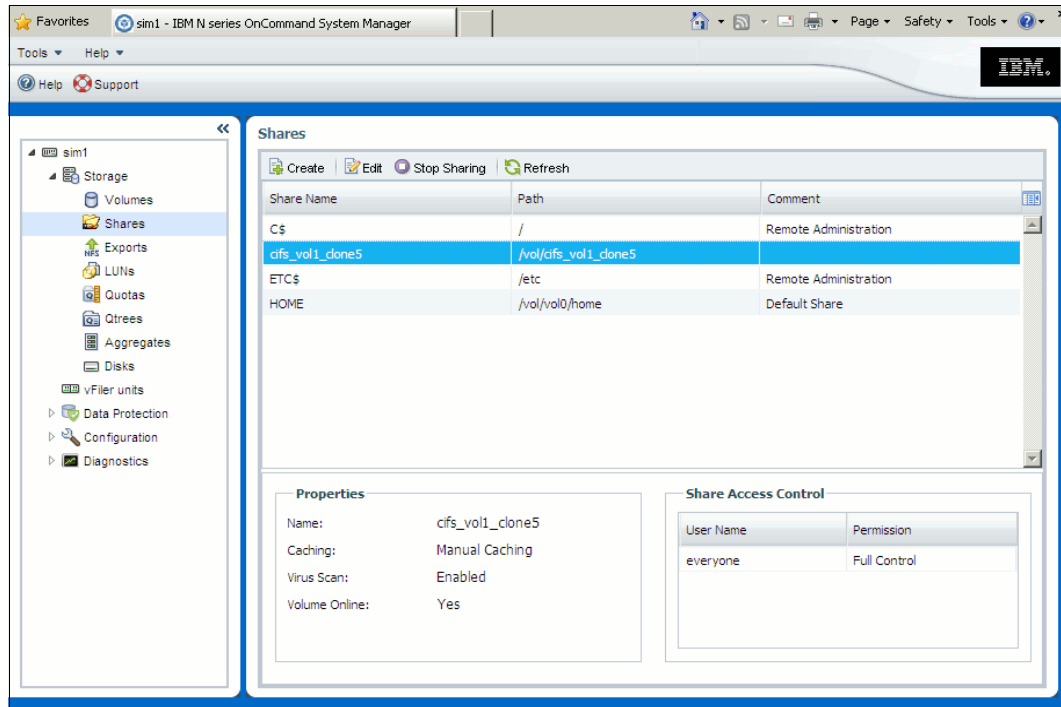 Favorites sim1 - IBM N series OnCommand System Manager Page Safety Tools
Tools Help
IBM.
Help Support
Shares
sim1
Storage
Volumes
Shares
NFS Exports
LUNs
Quotas
Qtrees
Aggregates
Disks
vFiler units
Data Protection
Configuration
Diagnostics
Create Edit Stop Sharing Refresh
Share Name Path Comment
C$ / Remote Administration
cifs_vol1_clone5 /vol/cifs_vol1_clone5
ETC$ /etc Remote Administration
HOME /vol/vol0/home Default Share
Properties
Name: cifs_vol1_clone5
Caching: Manual Caching
Virus Scan: Enabled
Volume Online: Yes
Share Access Control
User Name Permission
everyone Full Control